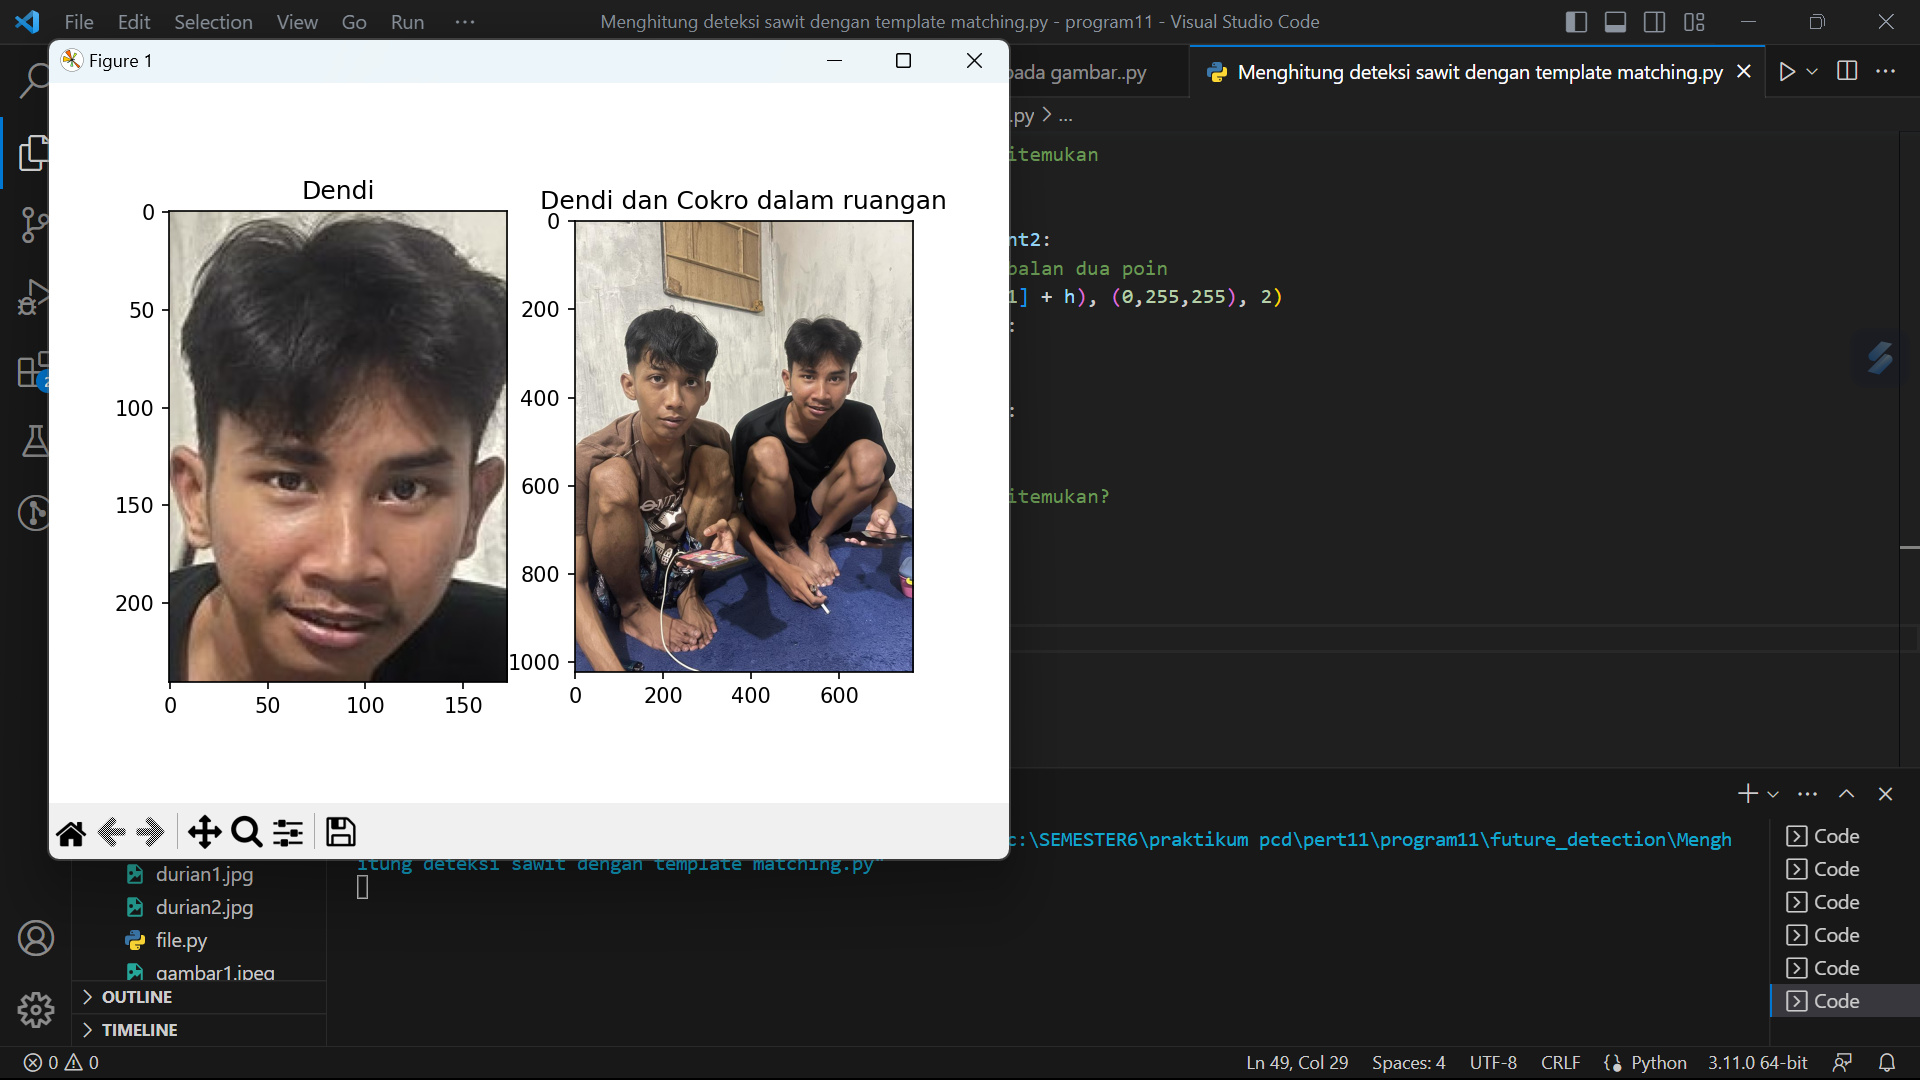 File Edit Selection View Go Run ··· Menghitung deteksi sawit dengan template matching.py - program11 - Visual Studio Code
Figure 1
pada gambar..py Menghitung deteksi sawit dengan template matching.py
.py > ...
Dendi
0
50
100
150
200
0 50 100 150
Dendi dan Cokro dalam ruangan
0
200
400
600
800
1000
0 200 400 600
itemukan
nt2:
balan dua poin
1] + h), (0,255,255), 2)
:
:
itemukan?
c:\SEMESTER6\praktikum pcd\pert11\program11\future_detection\Mengh
itung deteksi sawit dengan template matching.py"
Code
Code
Code
Code
Code
Code
durian1.jpg
durian2.jpg
file.py
gambar1.jpeg
OUTLINE
TIMELINE
0 0 Ln 49, Col 29 Spaces: 4 UTF-8 CRLF Python 3.11.0 64-bit